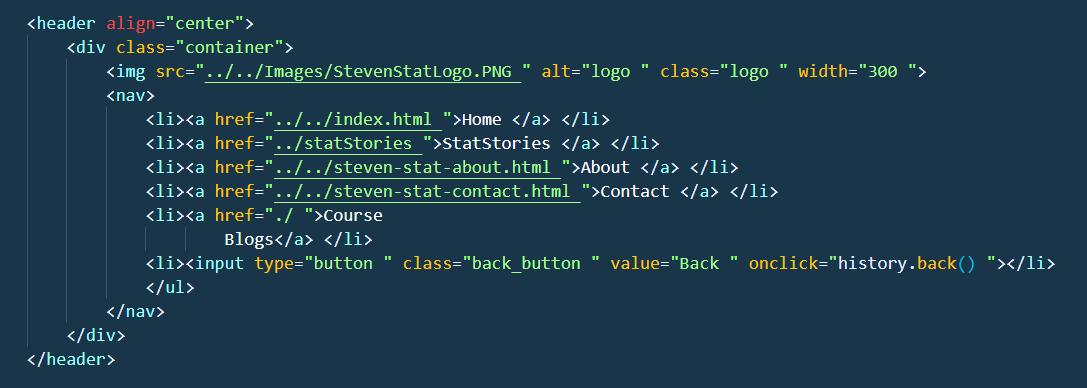 <header align="center">
<div class="container">
<img src="../../Images/StevenStatLogo.PNG " alt="logo " class="logo " width="300 ">
<nav>
<li><a href="../../index.html ">Home </a> </li>
<li><a href="../statStories ">StatStories </a> </li>
<li><a href="../../steven-stat-about.html ">About </a> </li>
<li><a href="../../steven-stat-contact.html ">Contact </a> </li>
<li><a href="./ ">Course
Blogs</a> </li>
<li><input type="button " class="back_button " value="Back " onclick="history.back() "></li>
</ul>
</nav>
</div>
</header>